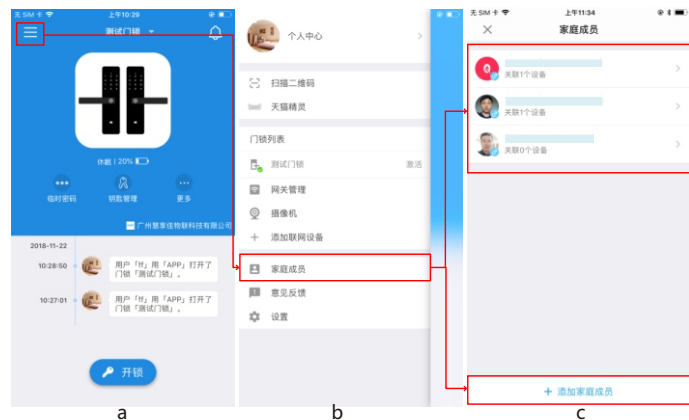 无 SIM 卡
上午10:29
测试门锁
休眠 | 20%
临时密码
钥匙管理
更多
广州慧享佳物联科技有限公司
2018-11-22
10:28:50
用户「ff」用「APP」打开了
门锁「测试门锁」。
10:27:01
用户「ff」用「APP」打开了
门锁「测试门锁」。
开锁
a
个人中心
扫描二维码
天猫精灵
门锁列表
测试门锁
激活
网关管理
摄像机
添加联网设备
家庭成员
意见反馈
设置
b
无 SIM 卡
上午11:34
家庭成员
关联1个设备
关联1个设备
关联0个设备
添加家庭成员
c